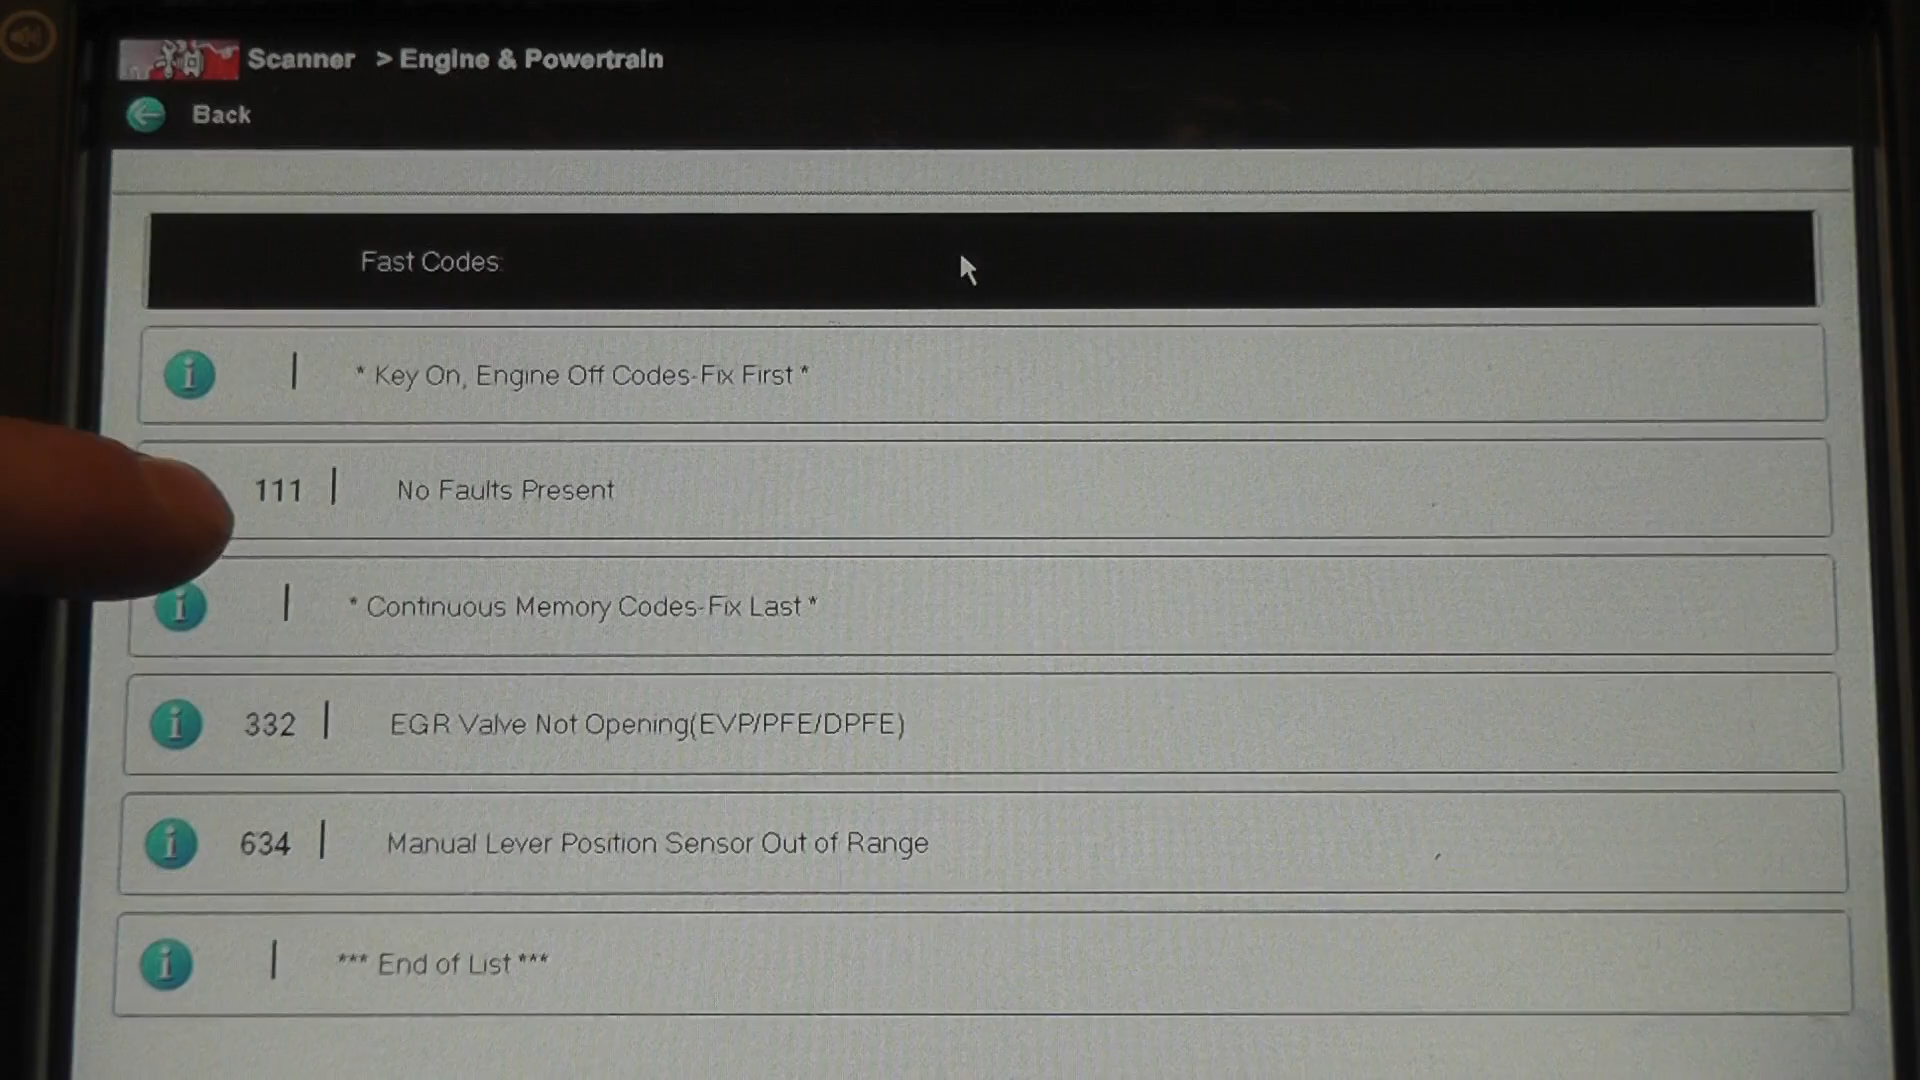 Scanner > Engine & Powertrain
Back
Fast Codes
* Key On, Engine Off Codes-Fix First *
111 | No Faults Present
* Continuous Memory Codes-Fix Last *
332 | EGR Valve Not Opening(EVP/PFE/DPFE)
634 | Manual Lever Position Sensor Out of Range
*** End of List ***